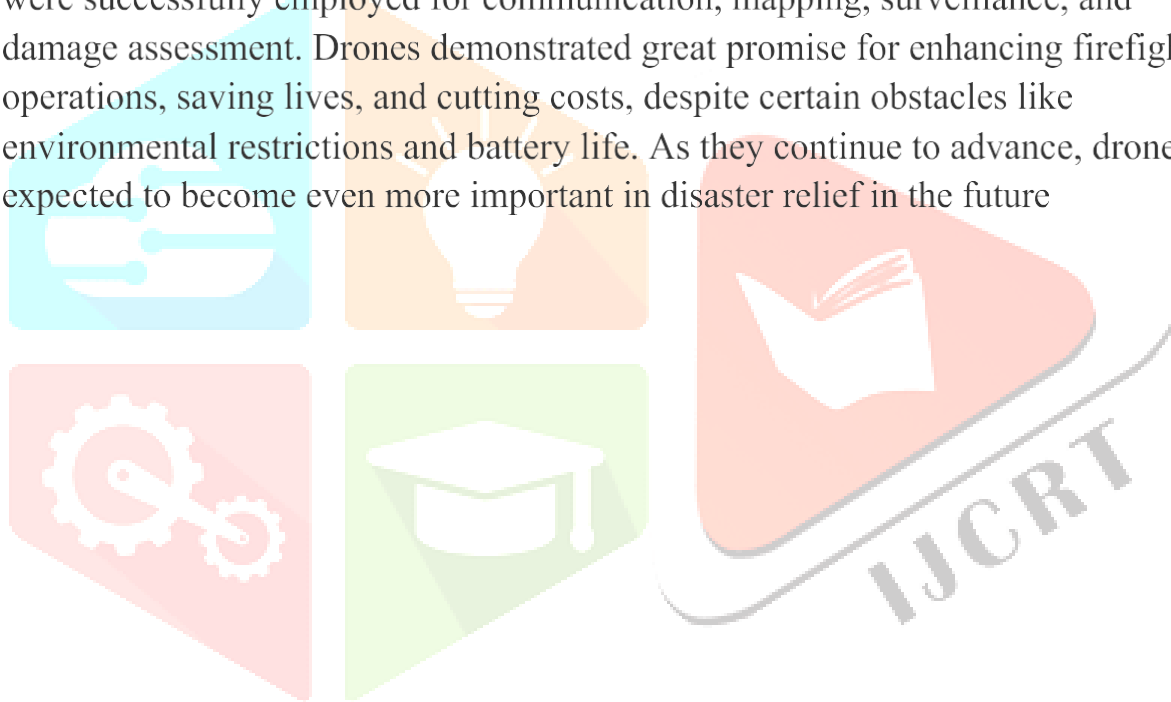 were successfully employed for communication, mapping, surveillance, and
damage assessment. Drones demonstrated great promise for enhancing
operations, saving lives, and cutting costs, despite certain obstacles like
environmental restrictions and battery life. As they continue to advance,
expected to become even more important in disaster relief in the future
IJCRT